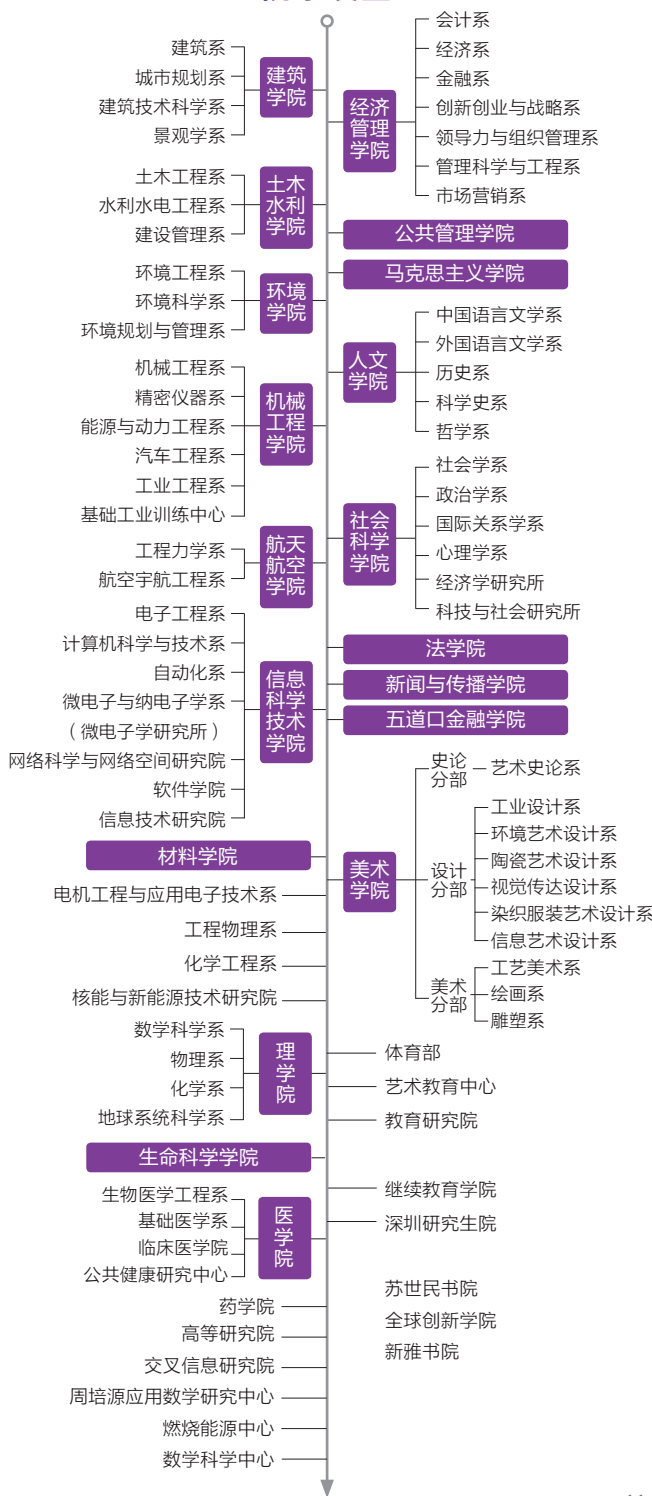 建筑系
城市规划系
建筑技术科学系
景观学系
建筑
学院
土木工程系
水利水电工程系
建设管理系
土木
水利
学院
环境工程系
环境科学系
环境规划与管理系
环境
学院
机械工程系
精密仪器系
能源与动力工程系
汽车工程系
工业工程系
基础工业训练中心
机械
工程
学院
工程力学系
航空宇航工程系
航天
航空
学院
电子工程系
计算机科学与技术系
自动化系
微电子与纳电子学系
（微电子学研究所）
网络科学与网络空间研究院
软件学院
信息技术研究院
信息
科学
技术
学院
材料学院
电机工程与应用电子技术系
工程物理系
化学工程系
核能与新能源技术研究院
数学科学系
物理系
化学系
地球系统科学系
理
学
院
生命科学学院
生物医学工程系
基础医学系
临床医学院
公共健康研究中心
医
学
院
药学院
高等研究院
交叉信息研究院
周培源应用数学研究中心
燃烧能源中心
数学科学中心
经济
管理
学院
会计系
经济系
金融系
创新创业与战略系
领导力与组织管理系
管理科学与工程系
市场营销系
公共管理学院
马克思主义学院
人文
学院
中国语言文学系
外国语言文学系
历史系
科学史系
哲学系
社会
科学
学院
社会学系
政治学系
国际关系学系
心理学系
经济学研究所
科技与社会研究所
法学院
新闻与传播学院
五道口金融学院
美术
学院
史论
分部
艺术史论系
设计
分部
工业设计系
环境艺术设计系
陶瓷艺术设计系
视觉传达设计系
染织服装艺术设计系
信息艺术设计系
美术
分部
工艺美术系
绘画系
雕塑系
体育部
艺术教育中心
教育研究院
继续教育学院
深圳研究生院
苏世民书院
全球创新学院
新雅书院